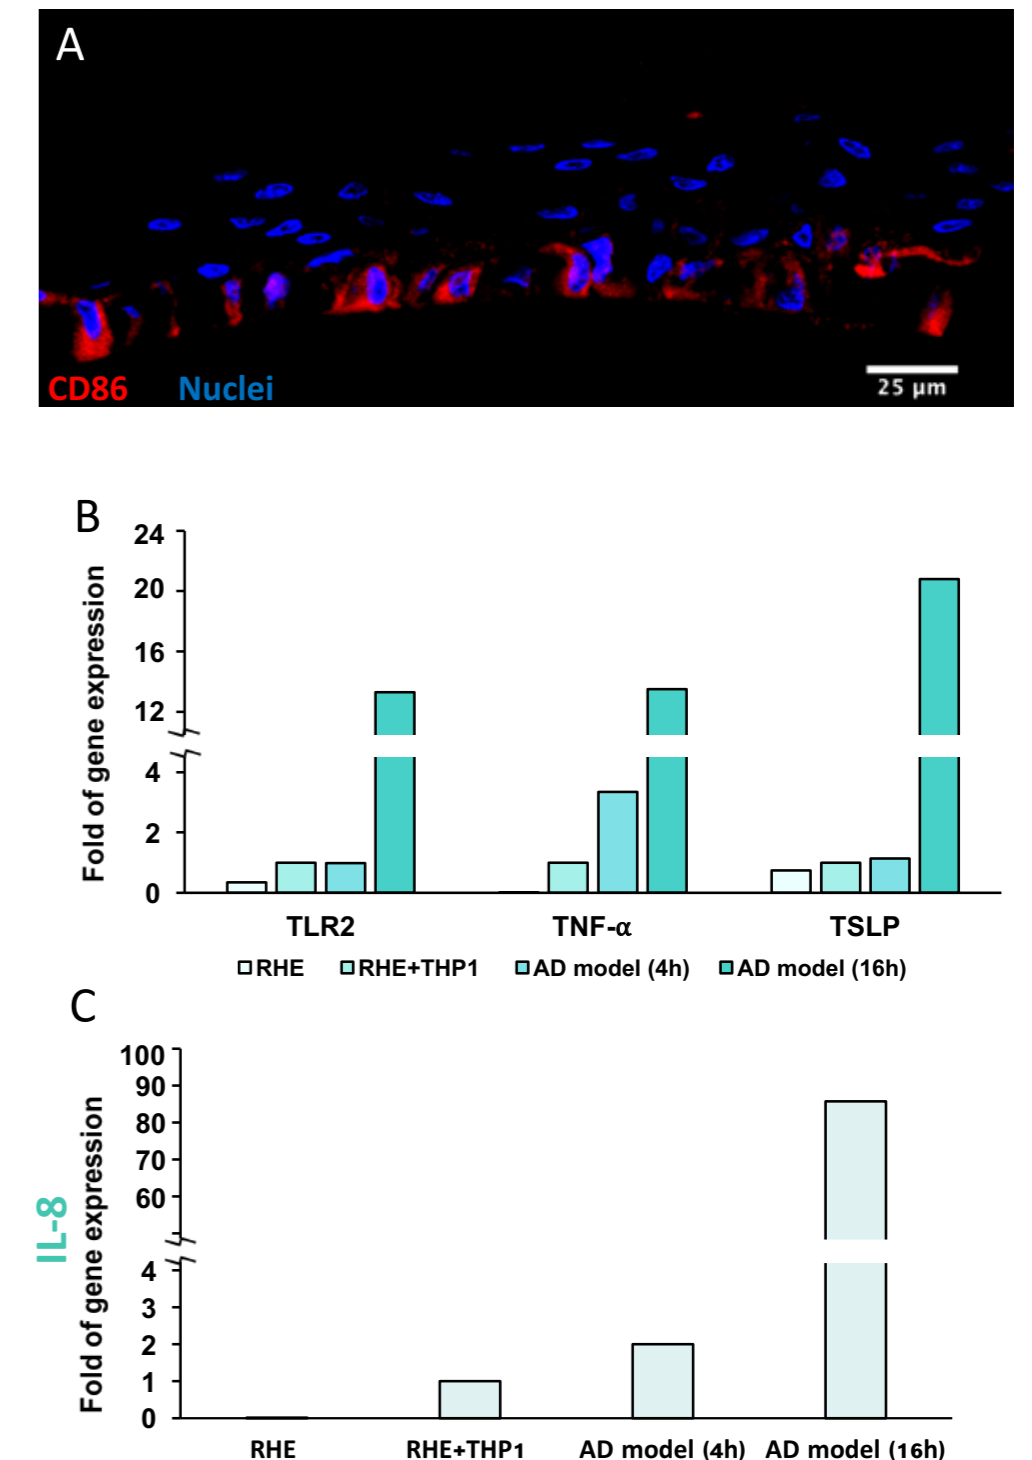 A
CD86 Nuclei
25 µm
B
Fold of gene expression
24
20
16
12
4
2
0
TLR2 TNF-α TSLP
RHE RHE+THP1 AD model (4h) AD model (16h)
C
IL-8
Fold of gene expression
100
90
80
70
60
4
3
2
1
0
RHE RHE+THP1 AD model (4h) AD model (16h)